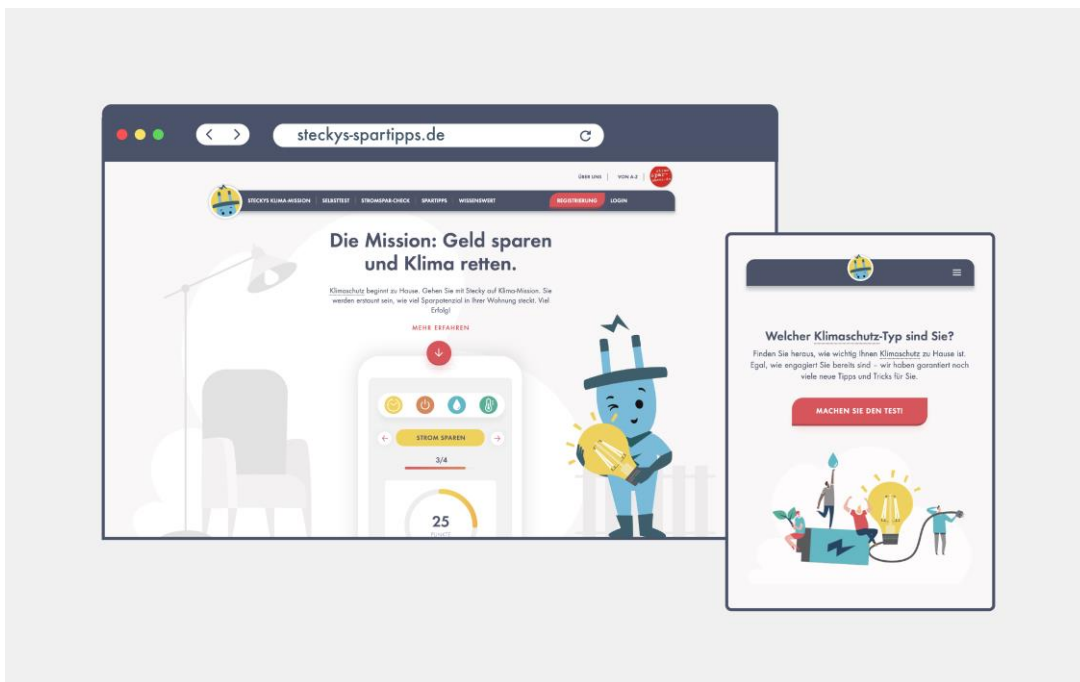 steckys-spartipps.de
ÜBER UNS | VON A-Z |
STECKYS KLIMA-MISSION | SELBSTTEST | STROMSPAR-CHECK | SPARTIPPS | WISSENSWERT REGISTRIERUNG LOGIN
Die Mission: Geld sparen
und Klima retten.
Klimaschutz beginnt zu Hause. Gehen Sie mit Stecky auf Klima-Mission. Sie
werden erstaunt sein, wie viel Sparpotenzial in Ihrer Wohnung steckt. Viel
Erfolg!
MEHR ERFAHREN
STROM SPAREN
3/4
25
PUNKTE
Welcher Klimaschutz-Typ sind Sie?
Finden Sie heraus, wie wichtig Ihnen Klimaschutz zu Hause ist.
Egal, wie engagiert Sie bereits sind – wir haben garantiert noch
viele neue Tipps und Tricks für Sie.
MACHEN SIE DEN TEST!